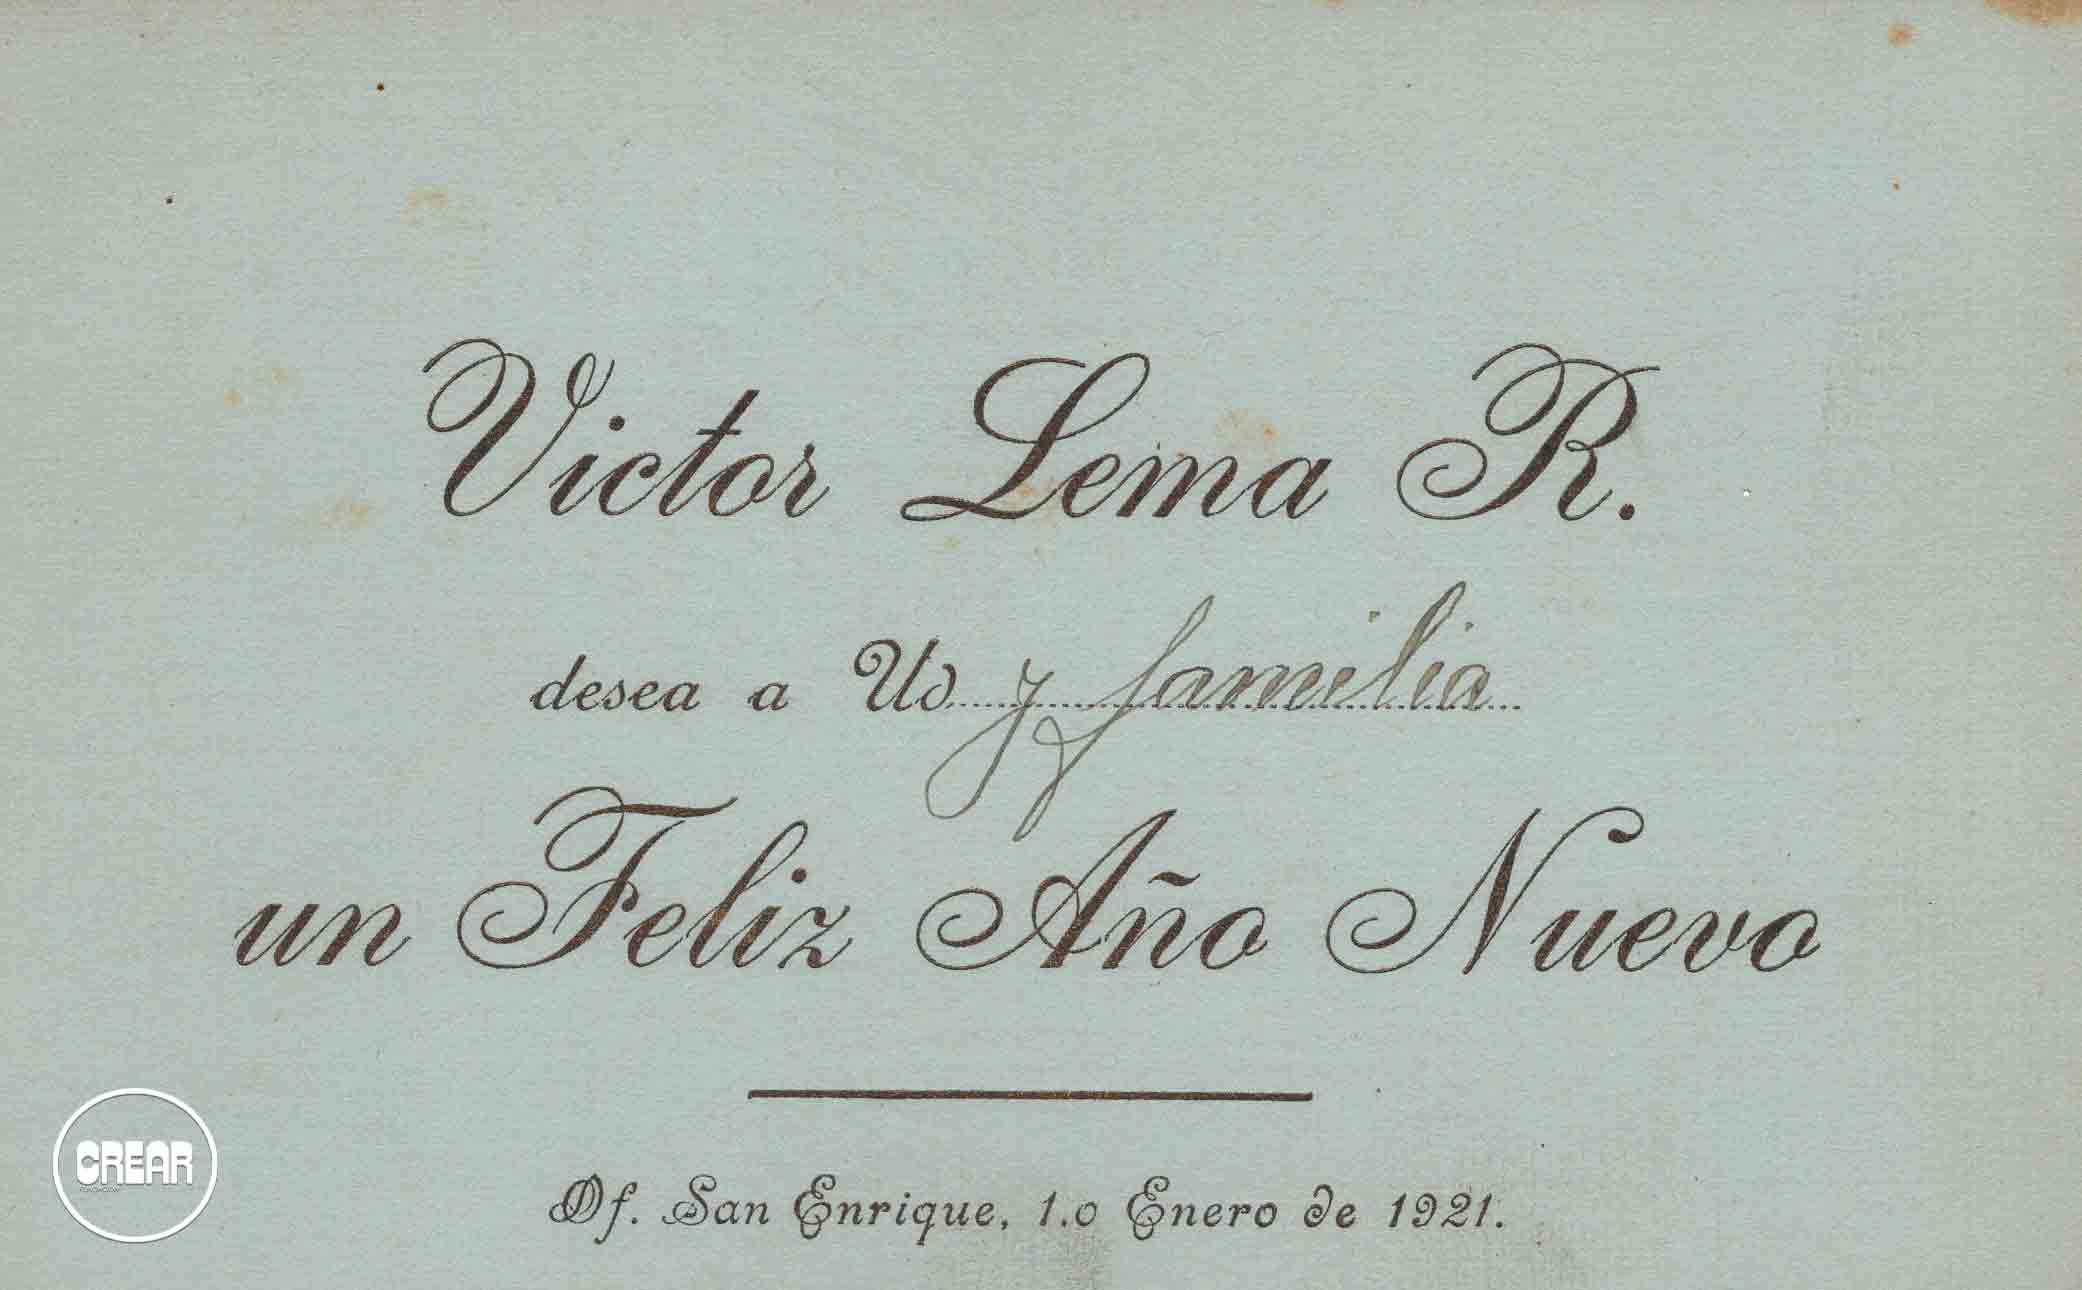 Victor Lema R.
desea a Ud y familia
un Feliz Año Nuevo
Of. San Enrique, 1.o Enero de 1921.
CREAR